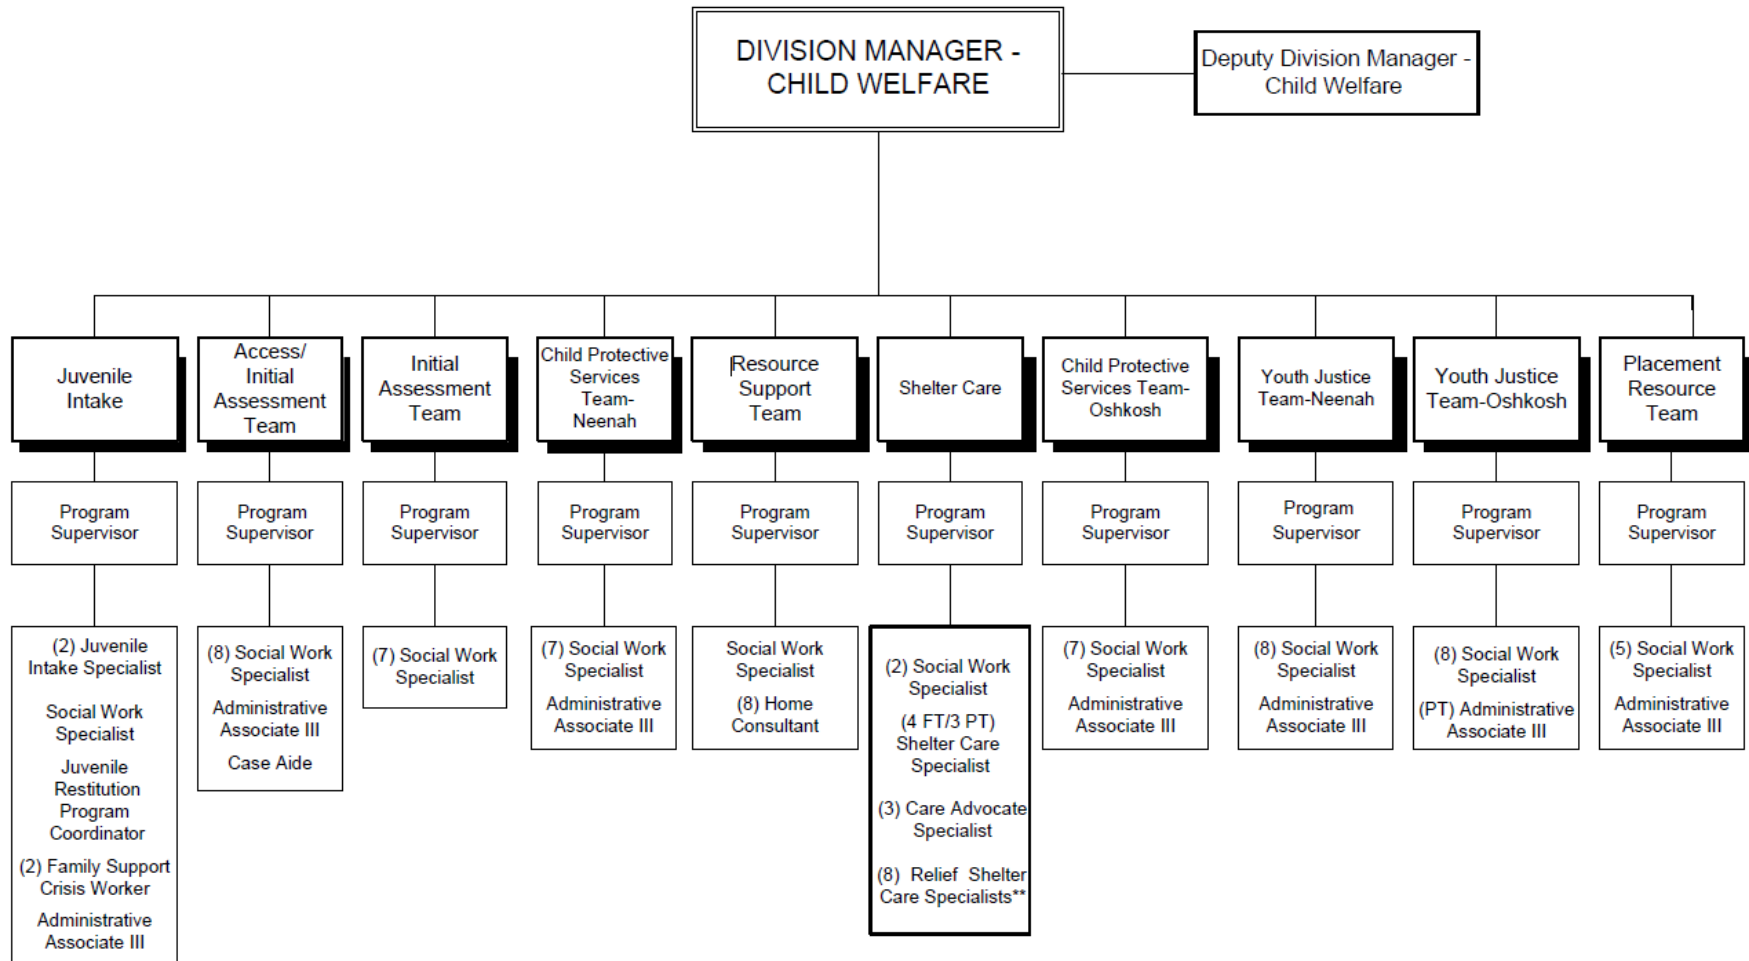 DIVISION MANAGER -
CHILD WELFARE
Deputy Division Manager -
Child Welfare
Juvenile
Intake
Access/
Initial
Assessment
Team
Initial
Assessment
Team
Child Protective
Services
Team-
Neenah
Resource
Support
Team
Shelter Care
Child Protective
Services Team-
Oshkosh
Youth Justice
Team-Neenah
Youth Justice
Team-Oshkosh
Placement
Resource
Team
Program
Supervisor
Program
Supervisor
Program
Supervisor
Program
Supervisor
Program
Supervisor
Program
Supervisor
Program
Supervisor
Program
Supervisor
Program
Supervisor
Program
Supervisor
(2) Juvenile
Intake Specialist
Social Work
Specialist
Juvenile
Restitution
Program
Coordinator
(2) Family Support
Crisis Worker
Administrative
Associate III
(8) Social Work
Specialist
Administrative
Associate III
Case Aide
(7) Social Work
Specialist
(7) Social Work
Specialist
Administrative
Associate III
Social Work
Specialist
(8) Home
Consultant
(2) Social Work
Specialist
(4 FT/3 PT)
Shelter Care
Specialist
(3) Care Advocate
Specialist
(8) Relief Shelter
Care Specialists**
(7) Social Work
Specialist
Administrative
Associate III
(8) Social Work
Specialist
Administrative
Associate III
(8) Social Work
Specialist
(PT) Administrative
Associate III
(5) Social Work
Specialist
Administrative
Associate III